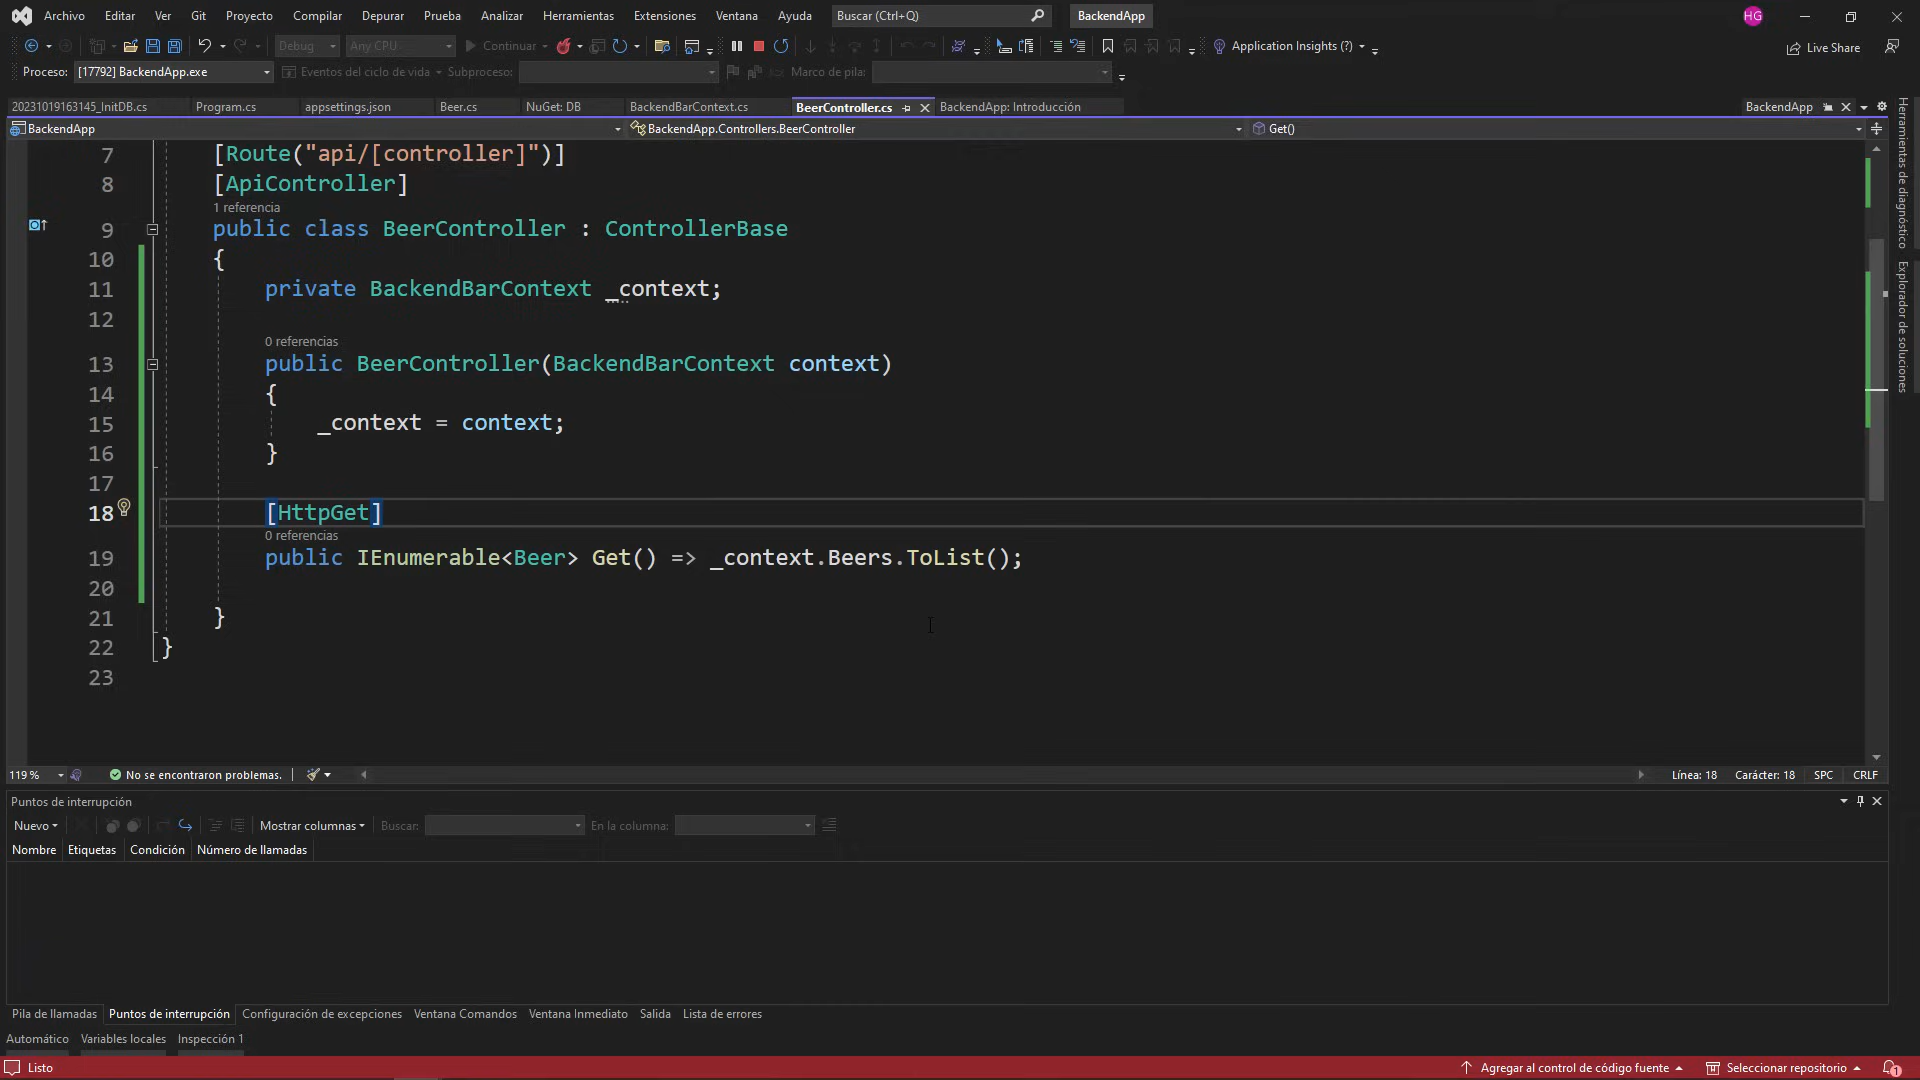 Archivo Editar Ver Git Proyecto Compilar Depurar Prueba Analizar Herramientas Extensiones Ventana Ayuda Buscar (Ctrl+Q) BackendApp HG
Debug Any CPU Continuar Application Insights (?) Live Share
Proceso: [17792] BackendApp.exe Eventos del ciclo de vida Subproceso: Marco de pila:
20231019163145_InitDB.cs Program.cs appsettings.json Beer.cs NuGet: DB BackendBarContext.cs BeerController.cs BackendApp: Introducción BackendApp
BackendApp BackendApp.Controllers.BeerController Get()
7 [Route("api/[controller]")]
8 [ApiController]
1 referencia
9 public class BeerController : ControllerBase
10 {
11 private BackendBarContext _context;
12
0 referencias
13 public BeerController(BackendBarContext context)
14 {
15 _context = context;
16 }
17
18 [HttpGet]
0 referencias
19 public IEnumerable<Beer> Get() => _context.Beers.ToList();
20
21 }
22 }
23
Herramientas de diagnóstico
Explorador de soluciones
119 % No se encontraron problemas. Línea: 18 Carácter: 18 SPC CRLF
Puntos de interrupción
Nuevo Mostrar columnas Buscar: En la columna:
Nombre Etiquetas Condición Número de llamadas
Pila de llamadas Puntos de interrupción Configuración de excepciones Ventana Comandos Ventana Inmediato Salida Lista de errores
Automático Variables locales Inspección 1
Listo Agregar al control de código fuente Seleccionar repositorio 1